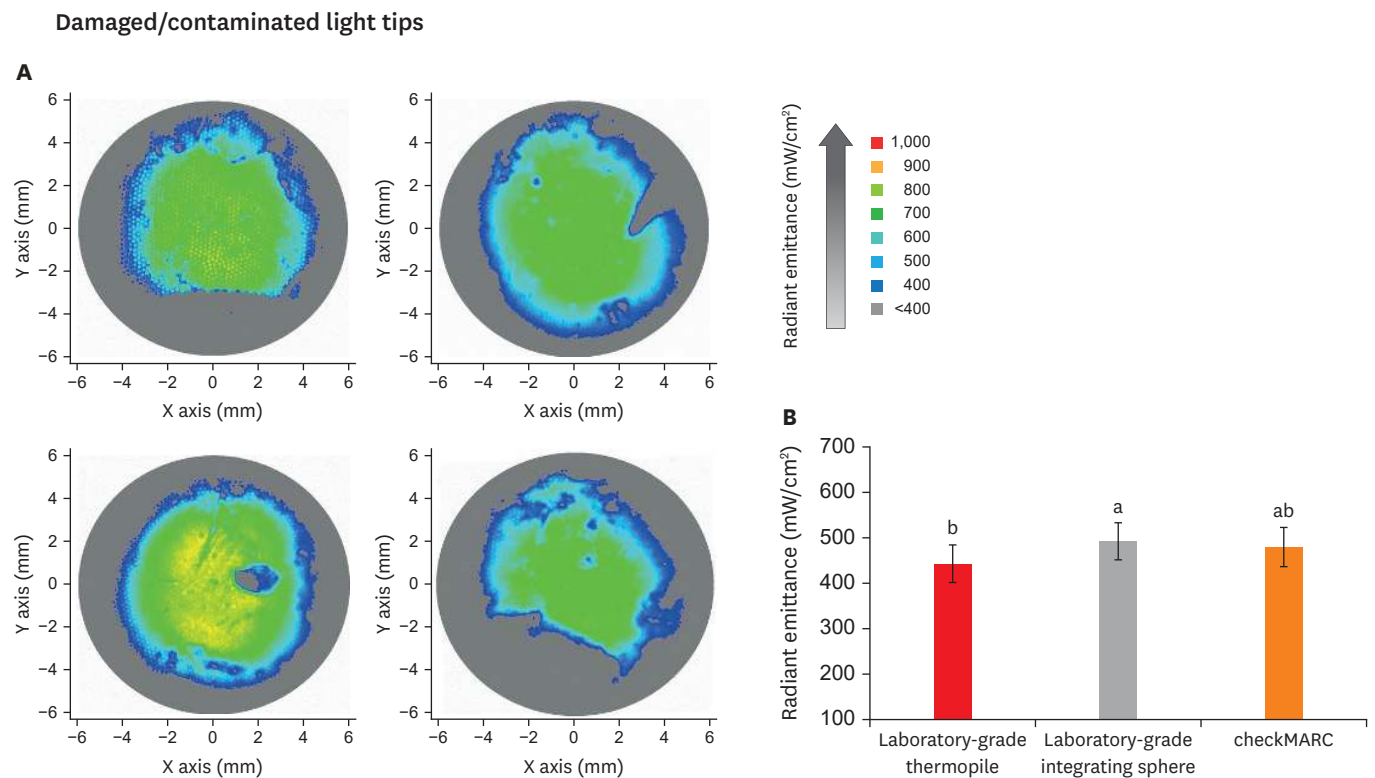 Damaged/contaminated light tips
A
6
4
2
0
−2
−4
−6
Y axis (mm)
−6 −4 −2 0 2 4 6
X axis (mm)
6
4
2
0
−2
−4
−6
Y axis (mm)
−6 −4 −2 0 2 4 6
X axis (mm)
Radiant emittance (mW/cm²)
1,000
900
800
700
600
500
400
<400
6
4
2
0
−2
−4
−6
Y axis (mm)
−6 −4 −2 0 2 4 6
X axis (mm)
6
4
2
0
−2
−4
−6
Y axis (mm)
−6 −4 −2 0 2 4 6
X axis (mm)
B
700
600
500
400
300
200
100
Radiant emittance (mW/cm²)
b
a
ab
Laboratory-grade
thermopile
Laboratory-grade
integrating sphere
checkMARC